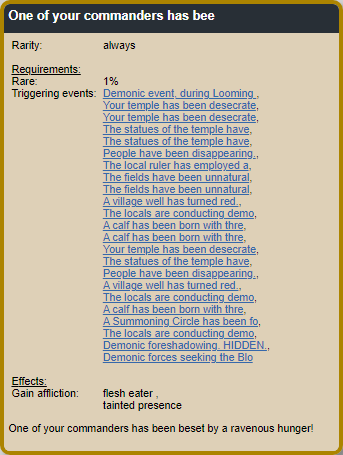 One of your commanders has bee
Rarity: always
Requirements:
Rare: 1%
Triggering events: Demonic event, during Looming ,
Your temple has been desecrate,
Your temple has been desecrate,
The statues of the temple have,
The statues of the temple have,
People have been disappearing.,
The local ruler has employed a,
The fields have been unnatural,
The fields have been unnatural,
A village well has turned red.,
The locals are conducting demo,
A calf has been born with thre,
A calf has been born with thre,
Your temple has been desecrate,
The statues of the temple have,
People have been disappearing.,
A village well has turned red.,
The locals are conducting demo,
A calf has been born with thre,
A Summoning Circle has been fo,
The locals are conducting demo,
Demonic foreshadowing. HIDDEN.,
Demonic forces seeking the Blo
Effects:
Gain affliction: flesh eater ,
tainted presence
One of your commanders has been beset by a ravenous hunger!